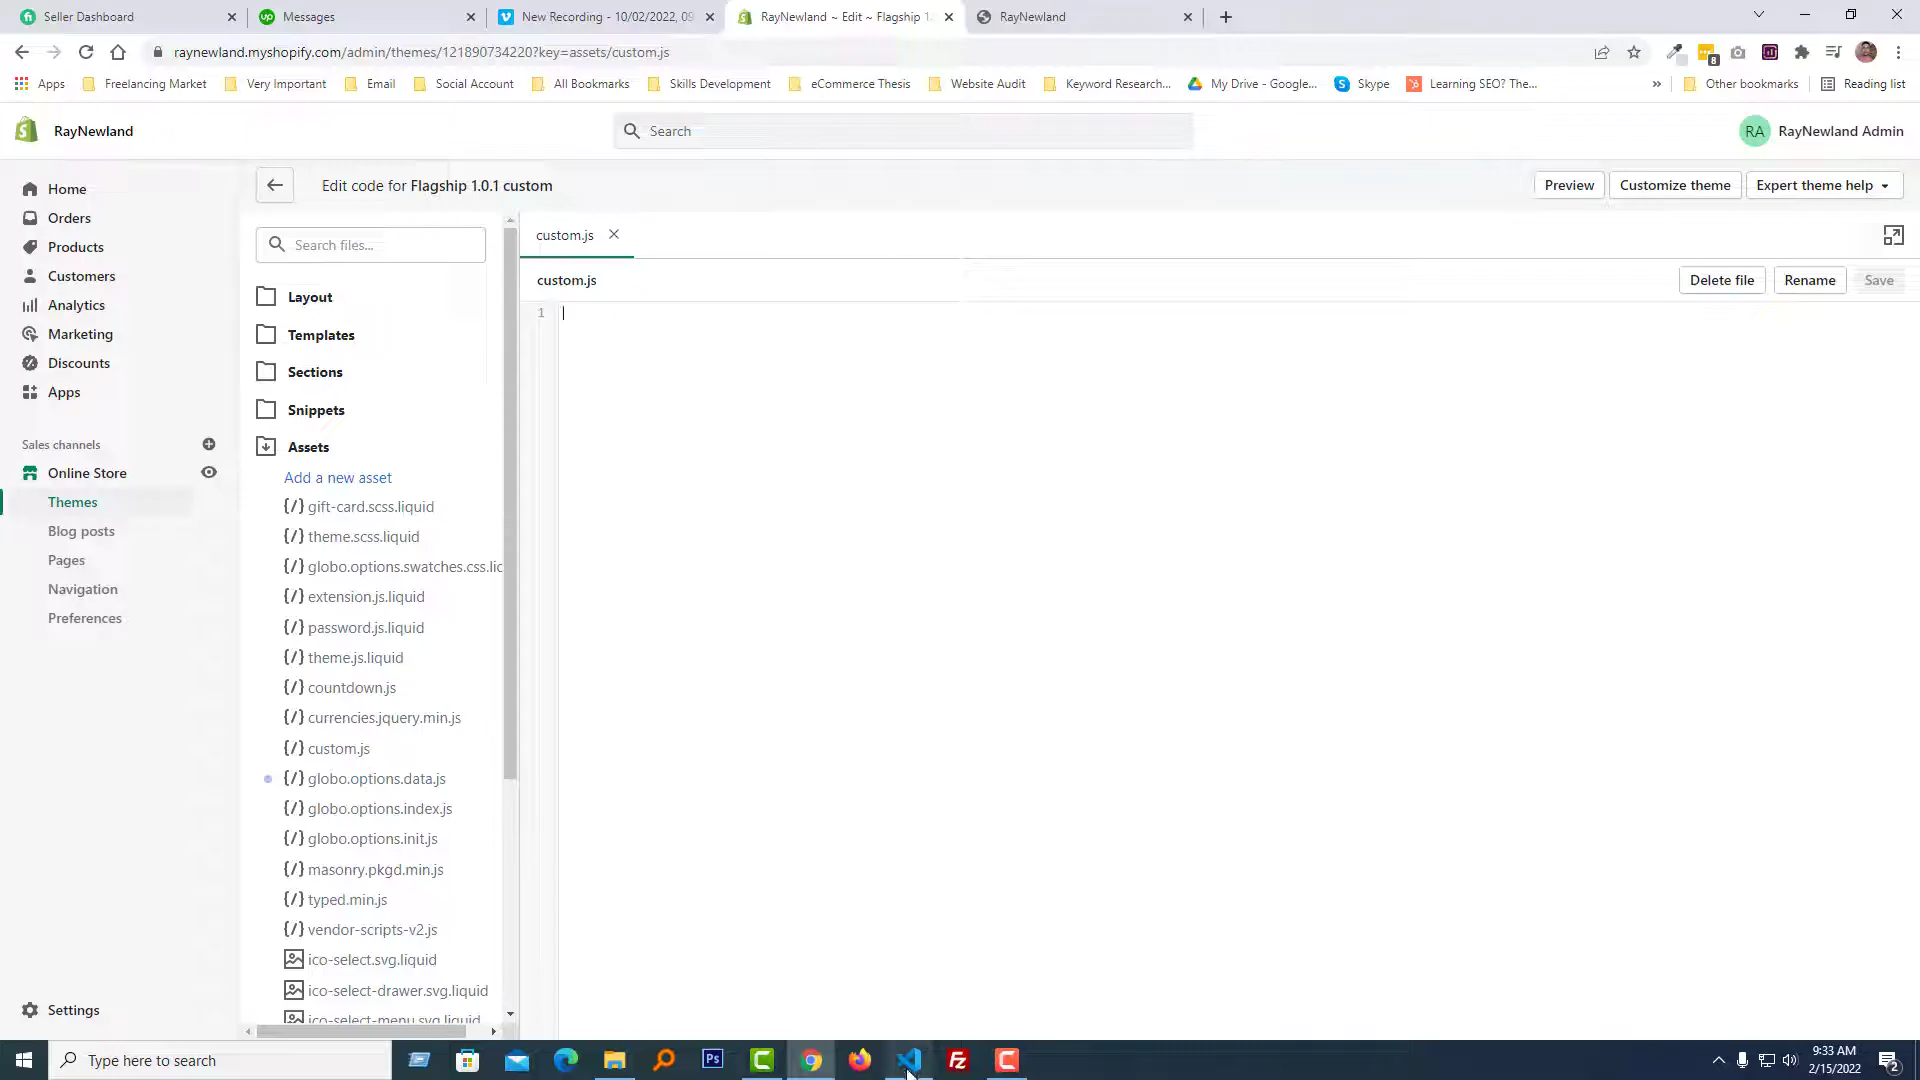 Seller Dashboard
Messages
New Recording - 10/02/2022, 09
RayNewland ~ Edit ~ Flagship 1.
RayNewland
raynewland.myshopify.com/admin/themes/121890734220?key=assets/custom.js
8
Apps
Freelancing Market
Very Important
Email
Social Account
All Bookmarks
Skills Development
eCommerce Thesis
Website Audit
Keyword Research...
My Drive - Google...
Skype
Learning SEO? The...
»
Other bookmarks
Reading list
RayNewland
Search
RA
RayNewland Admin
Edit code for Flagship 1.0.1 custom
Preview
Customize theme
Expert theme help
Home
Orders
Products
Customers
Analytics
Marketing
Discounts
Apps
Sales channels
Online Store
Themes
Blog posts
Pages
Navigation
Preferences
Settings
Search files...
Layout
Templates
Sections
Snippets
Assets
Add a new asset
{/} gift-card.scss.liquid
{/} theme.scss.liquid
{/} globo.options.swatches.css.lic
{/} extension.js.liquid
{/} password.js.liquid
{/} theme.js.liquid
{/} countdown.js
{/} currencies.jquery.min.js
{/} custom.js
{/} globo.options.data.js
{/} globo.options.index.js
{/} globo.options.init.js
{/} masonry.pkgd.min.js
{/} typed.min.js
{/} vendor-scripts-v2.js
ico-select.svg.liquid
ico-select-drawer.svg.liquid
ico-select-menu.svg.liquid
custom.js
custom.js
Delete file
Rename
Save
1
Type here to search
Ps
9:33 AM
2/15/2022
2